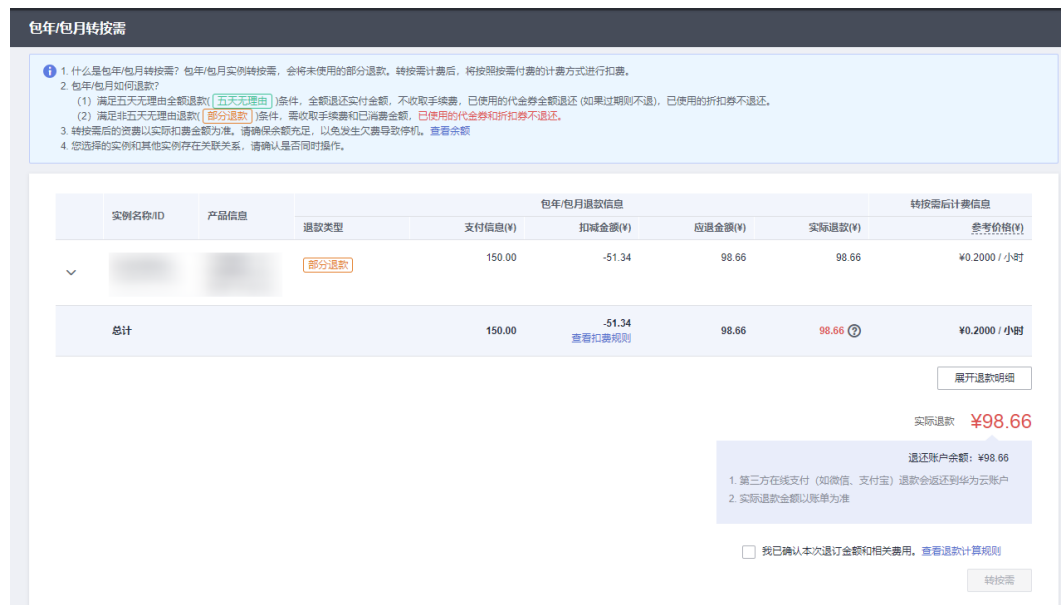 包年/包月转按需
1. 什么是包年/包月转按需？包年/包月实例转按需，会将未使用的部分退款。转按需计费后，将按照按需付费的计费方式进行扣费。
2. 包年/包月如何退款?
（1）满足五天无理由全额退款( 五天无理由 )条件，全额退还实付金额，不收取手续费，已使用的代金券全额退还 (如果过期则不退)，已使用的折扣券不退还。
（2）满足非五天无理由退款( 部分退款 )条件，需收取手续费和已消费金额，已使用的代金券和折扣券不退还。
3. 转按需后的资费以实际扣费金额为准。请确保余额充足，以免发生欠费导致停机。查看余额
4. 您选择的实例和其他实例存在关联关系，请确认是否同时操作。
实例名称/ID 产品信息 包年/包月退款信息 转按需后计费信息
退款类型 支付信息(¥) 扣减金额(¥) 应退金额(¥) 实际退款(¥) 参考价格(¥)
部分退款 150.00 -51.34 98.66 98.66 ¥0.2000 / 小时
总计 150.00 -51.34 98.66 98.66 ¥0.2000 / 小时
查看扣费规则
展开退款明细
实际退款 ¥98.66
退还账户余额：¥98.66
1. 第三方在线支付（如微信、支付宝）退款会返还到华为云账户
2. 实际退款金额以账单为准
我已确认本次退订金额和相关费用。查看退款计算规则
转按需